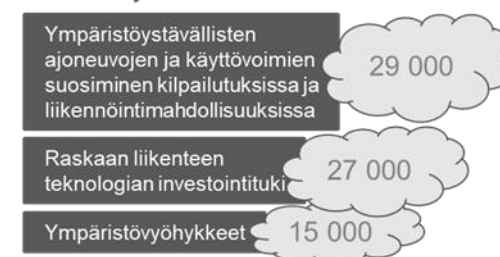 Ympäristöystävällisten
ajoneuvojen ja käyttövoimien
suosiminen kilpailutuksissa ja
liikennöintimahdollisuuksissa
29 000
Raskaan liikenteen
teknologian investointituki
27 000
Ympäristövyöhykkeet
15 000